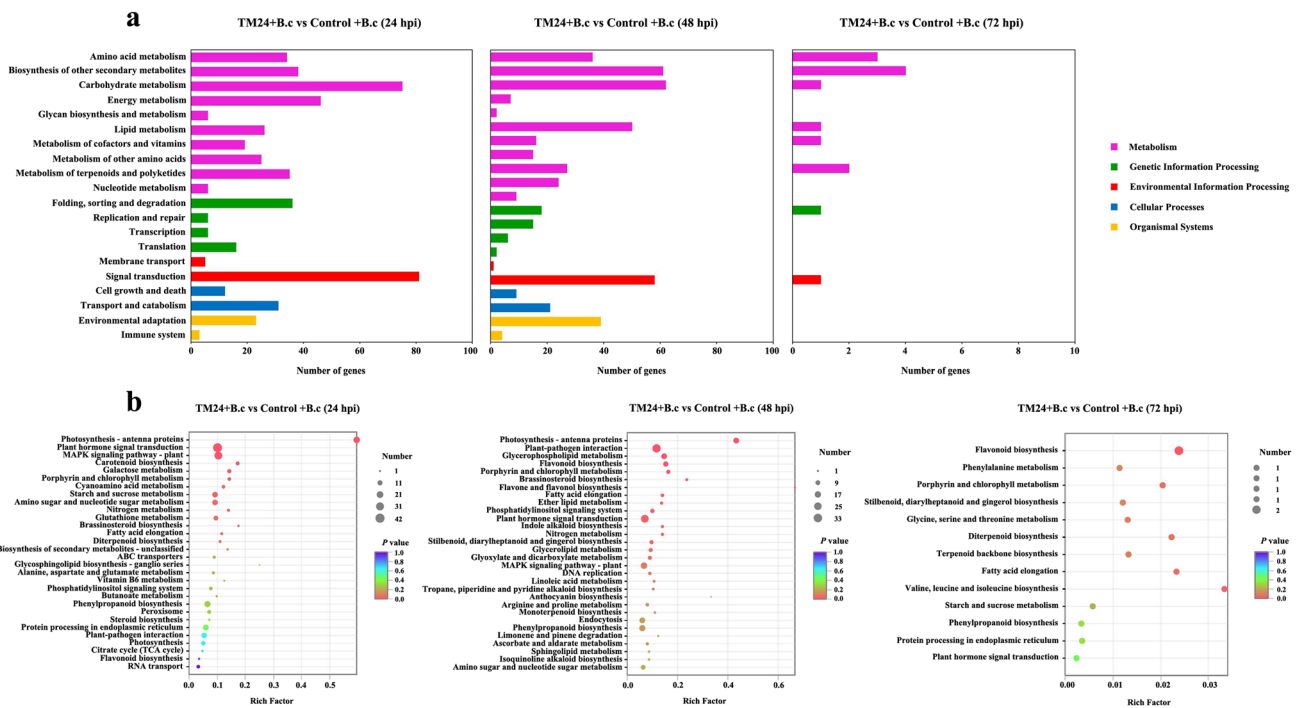 a
TM24+B.c vs Control +B.c (24 hpi)
TM24+B.c vs Control +B.c (48 hpi)
TM24+B.c vs Control +B.c (72 hpi)
Amino acid metabolism
Biosynthesis of other secondary metabolites
Carbohydrate metabolism
Energy metabolism
Glycan biosynthesis and metabolism
Lipid metabolism
Metabolism of cofactors and vitamins
Metabolism of other amino acids
Metabolism of terpenoids and polyketides
Nucleotide metabolism
Folding, sorting and degradation
Replication and repair
Transcription
Translation
Membrane transport
Signal transduction
Cell growth and death
Transport and catabolism
Environmental adaptation
Immune system
0 20 40 60 80 100
Number of genes
0 20 40 60 80 100
Number of genes
0 2 4 6 8 10
Number of genes
Metabolism
Genetic Information Processing
Environmental Information Processing
Cellular Processes
Organismal Systems
b
TM24+B.c vs Control +B.c (24 hpi)
Photosynthesis - antenna proteins
Plant hormone signal transduction
MAPK signaling pathway - plant
Carotenoid biosynthesis
Galactose metabolism
Porphyrin and chlorophyll metabolism
Cyanoamino acid metabolism
Starch and sucrose metabolism
Amino sugar and nucleotide sugar metabolism
Nitrogen metabolism
Glutathione metabolism
Brassinosteroid biosynthesis
Fatty acid elongation
Diterpenoid biosynthesis
Biosynthesis of secondary metabolites - unclassified
ABC transporters
Glycosphingolipid biosynthesis - ganglio series
Alanine, aspartate and glutamate metabolism
Vitamin B6 metabolism
Phosphatidylinositol signaling system
Butanoate metabolism
Phenylpropanoid biosynthesis
Peroxisome
Steroid biosynthesis
Protein processing in endoplasmic reticulum
Plant-pathogen interaction
Photosynthesis
Citrate cycle (TCA cycle)
Flavonoid biosynthesis
RNA transport
0.0 0.1 0.2 0.3 0.4 0.5
Rich Factor
Number
1
11
21
31
42
P value
1.0
0.8
0.6
0.4
0.2
0.0
TM24+B.c vs Control +B.c (48 hpi)
Photosynthesis - antenna proteins
Plant-pathogen interaction
Glycerophospholipid metabolism
Flavonoid biosynthesis
Porphyrin and chlorophyll metabolism
Brassinosteroid biosynthesis
Flavone and flavonol biosynthesis
Fatty acid elongation
Ether lipid metabolism
Phosphatidylinositol signaling system
Plant hormone signal transduction
Indole alkaloid biosynthesis
Nitrogen metabolism
Stilbenoid, diarylheptanoid and gingerol biosynthesis
Glycerolipid metabolism
Glyoxylate and dicarboxylate metabolism
MAPK signaling pathway - plant
DNA replication
Linoleic acid metabolism
Tropane, piperidine and pyridine alkaloid biosynthesis
Anthocyanin biosynthesis
Arginine and proline metabolism
Monoterpenoid biosynthesis
Endocytosis
Phenylpropanoid biosynthesis
Limonene and pinene degradation
Ascorbate and aldarate metabolism
Sphingolipid metabolism
Isoquinoline alkaloid biosynthesis
Amino sugar and nucleotide sugar metabolism
0.0 0.2 0.4 0.6
Rich Factor
Number
1
9
17
25
33
P value
1.0
0.8
0.6
0.4
0.2
0.0
TM24+B.c vs Control +B.c (72 hpi)
Flavonoid biosynthesis
Phenylalanine metabolism
Porphyrin and chlorophyll metabolism
Stilbenoid, diarylheptanoid and gingerol biosynthesis
Glycine, serine and threonine metabolism
Diterpenoid biosynthesis
Terpenoid backbone biosynthesis
Fatty acid elongation
Valine, leucine and isoleucine biosynthesis
Starch and sucrose metabolism
Phenylpropanoid biosynthesis
Protein processing in endoplasmic reticulum
Plant hormone signal transduction
0.00 0.01 0.02 0.03
Rich Factor
Number
1
1
1
1
2
P value
1.0
0.8
0.6
0.4
0.2
0.0